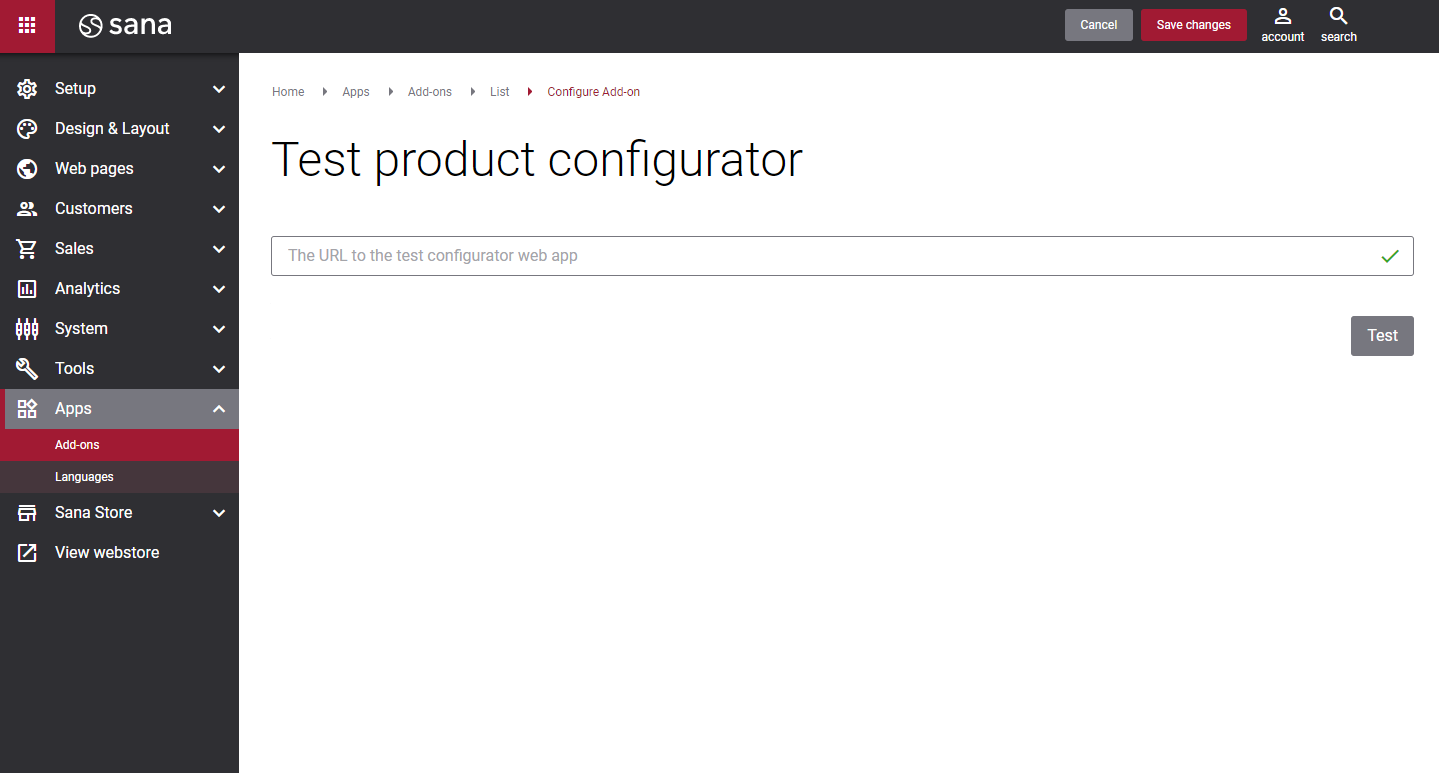 sana
Cancel
Save changes
account
search
Setup
Design & Layout
Web pages
Customers
Sales
Analytics
System
Tools
Apps
Add-ons
Languages
Sana Store
View webstore
Home Apps Add-ons List Configure Add-on
Test product configurator
The URL to the test configurator web app
Test